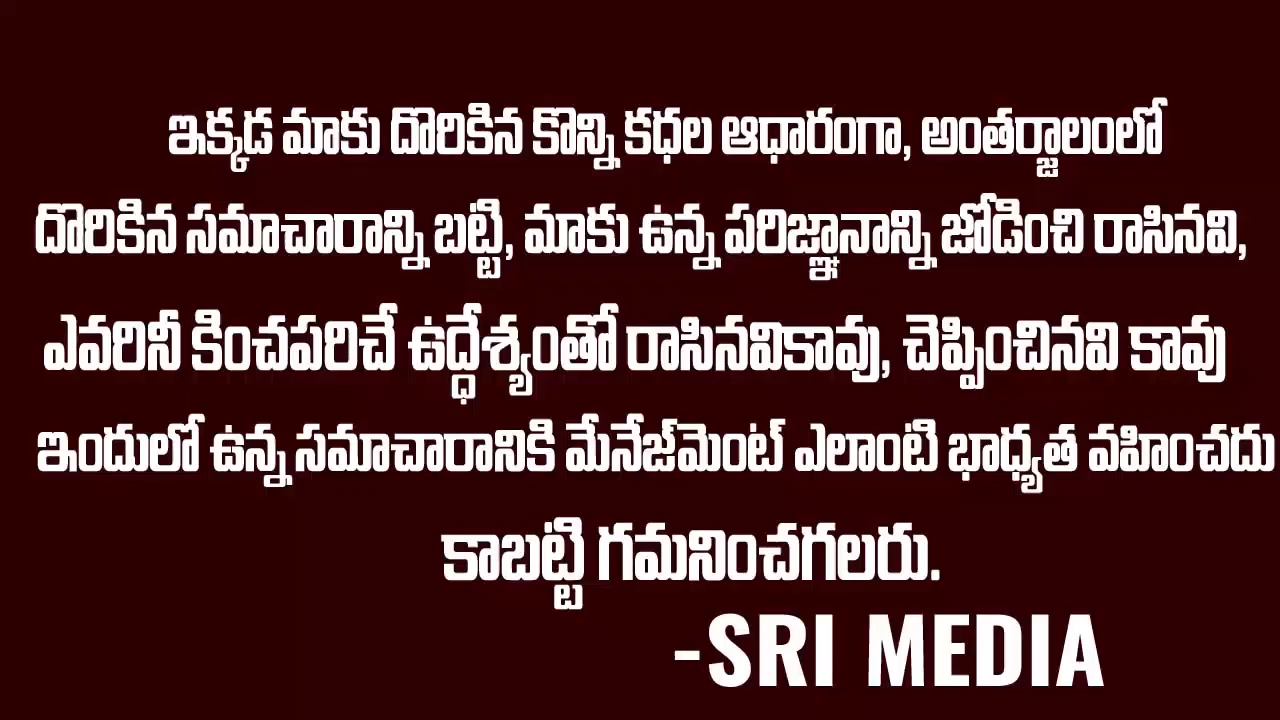 ఇక్కడ మాకు దొరికిన కొన్ని కధల ఆధారంగా, అంతర్జాలంలో
దొరికిన సమాచారాన్ని బట్టి, మాకు ఉన్న పరిజ్ఞానాన్ని జోడించి రాసినవి,
ఎవరినీ కించపరిచే ఉద్ధేశ్యంతో రాసినవికావు, చెప్పించినవి కావు
ఇందులో ఉన్న సమాచారానికి మేనేజ్‌మెంట్ ఎలాంటి భాధ్యత వహించదు
కాబట్టి గమనించగలరు.
-SRI MEDIA